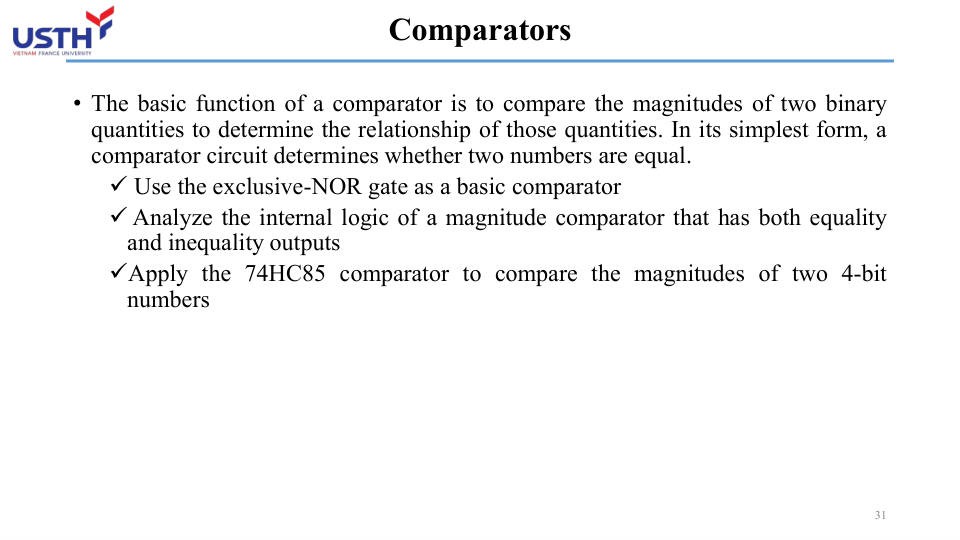 USTH
VIETNAM FRANCE UNIVERSITY
Comparators
• The basic function of a comparator is to compare the magnitudes of two binary
quantities to determine the relationship of those quantities. In its simplest form, a
comparator circuit determines whether two numbers are equal.
✓ Use the exclusive-NOR gate as a basic comparator
✓ Analyze the internal logic of a magnitude comparator that has both equality
and inequality outputs
✓Apply the 74HC85 comparator to compare the magnitudes of two 4-bit
numbers
31